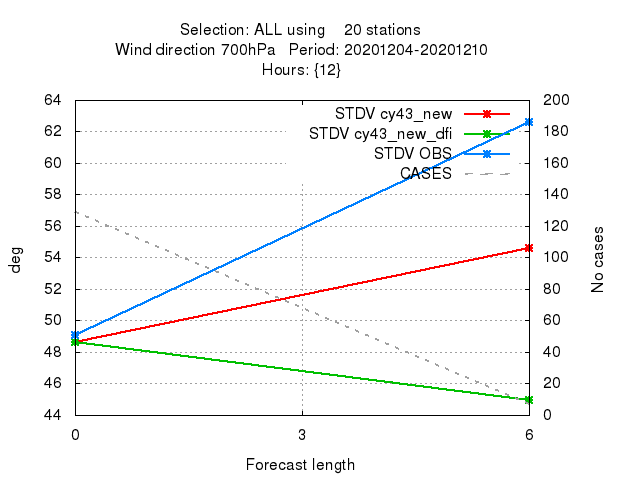 Selection: ALL using    20 stations
Wind direction 700hPa   Period: 20201204-20201210
Hours: {12}
STDV cy43_new
STDV cy43_new_dfi
STDV OBS
CASES
64
62
60
58
56
54
52
50
48
46
44
deg
200
180
160
140
120
100
80
60
40
20
0
No cases
0 3 6
Forecast length